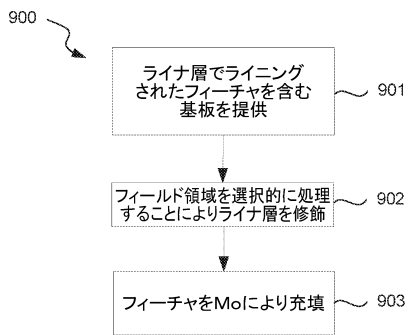 900
ライナ層でライニング
されたフィーチャを含む
基板を提供
901
フィールド領域を選択的に処理
することによりライナ層を修飾
902
フィーチャをMoにより充填
903